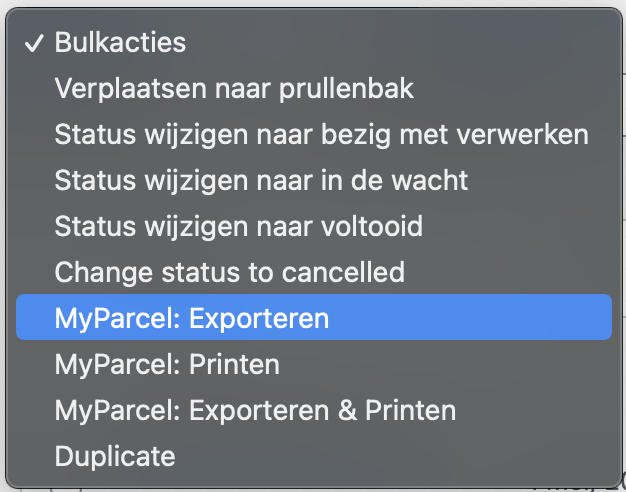 Bulkacties
Verplaatsen naar prullenbak
Status wijzigen naar bezig met verwerken
Status wijzigen naar in de wacht
Status wijzigen naar voltooid
Change status to cancelled
MyParcel: Exporteren
MyParcel: Printen
MyParcel: Exporteren & Printen
Duplicate